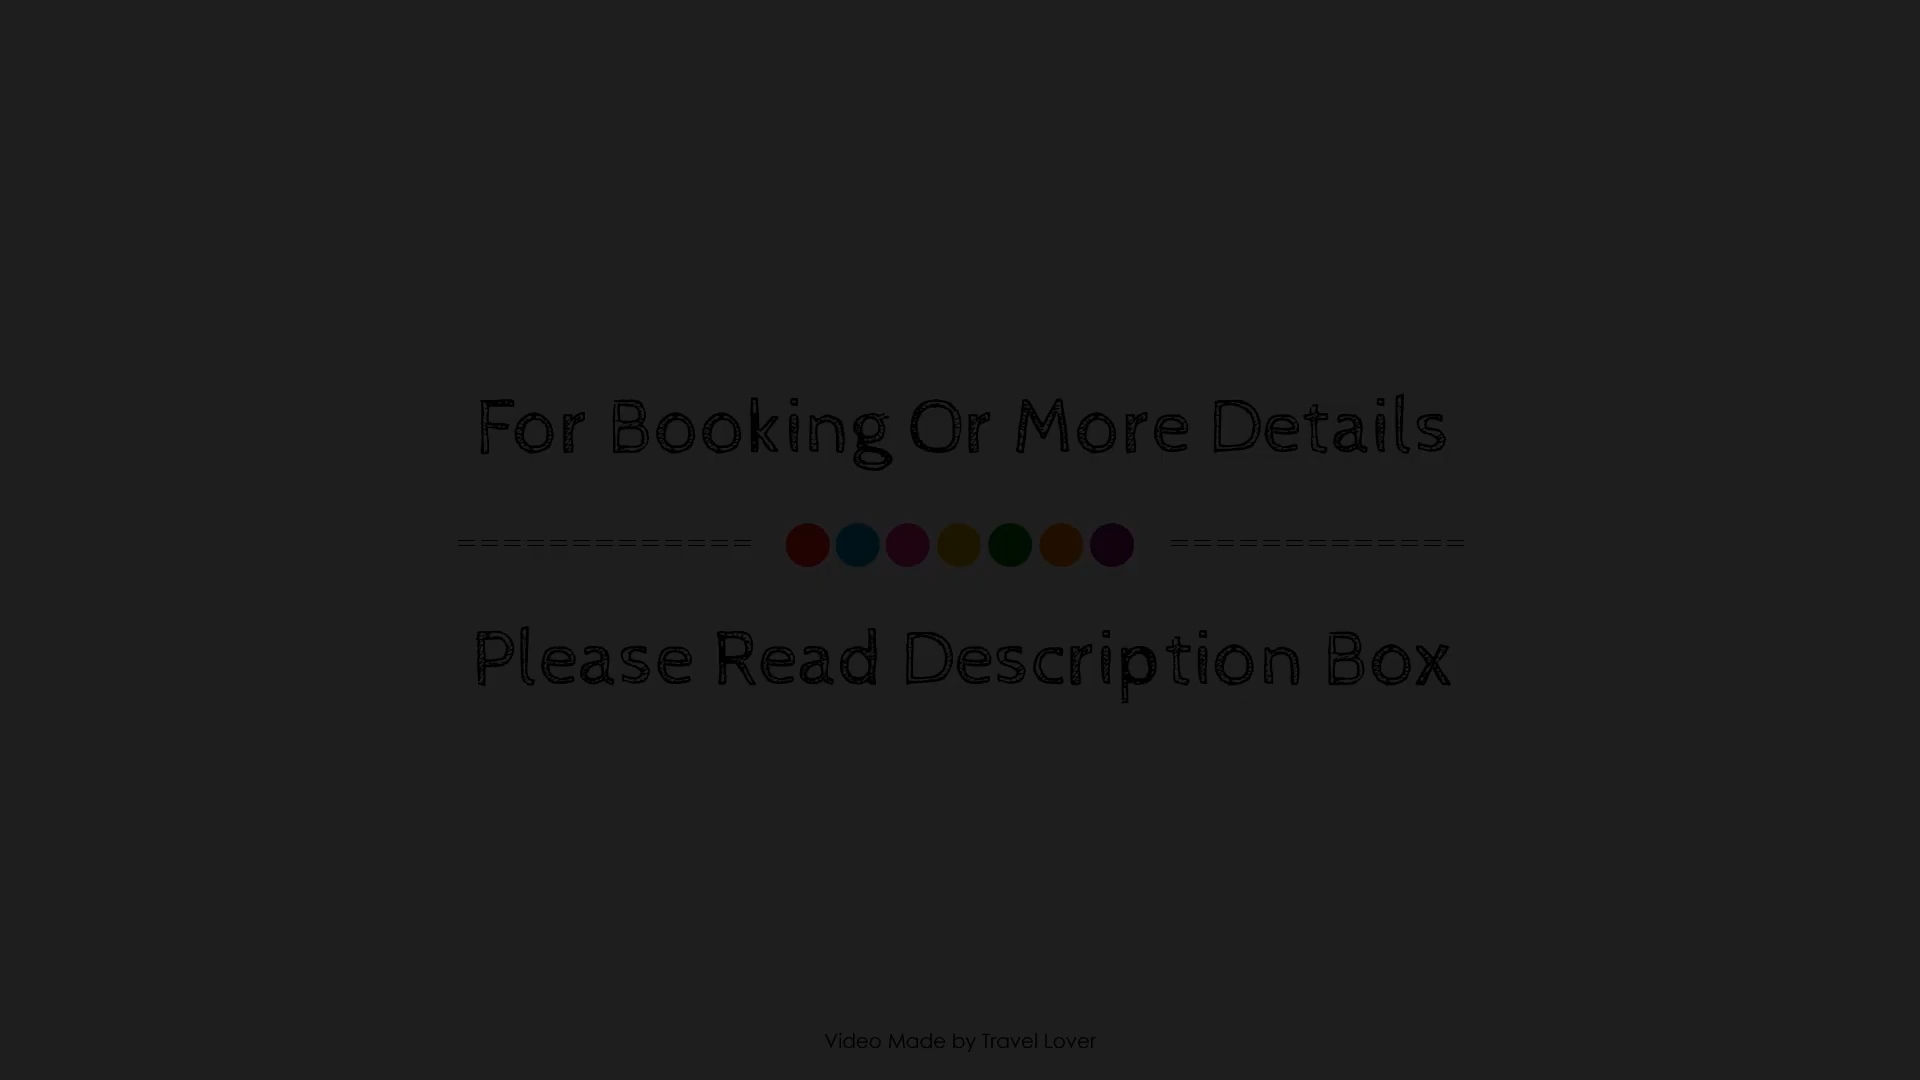 For Booking Or More Details
============= =============
Please Read Description Box
Video Made by Travel Lover